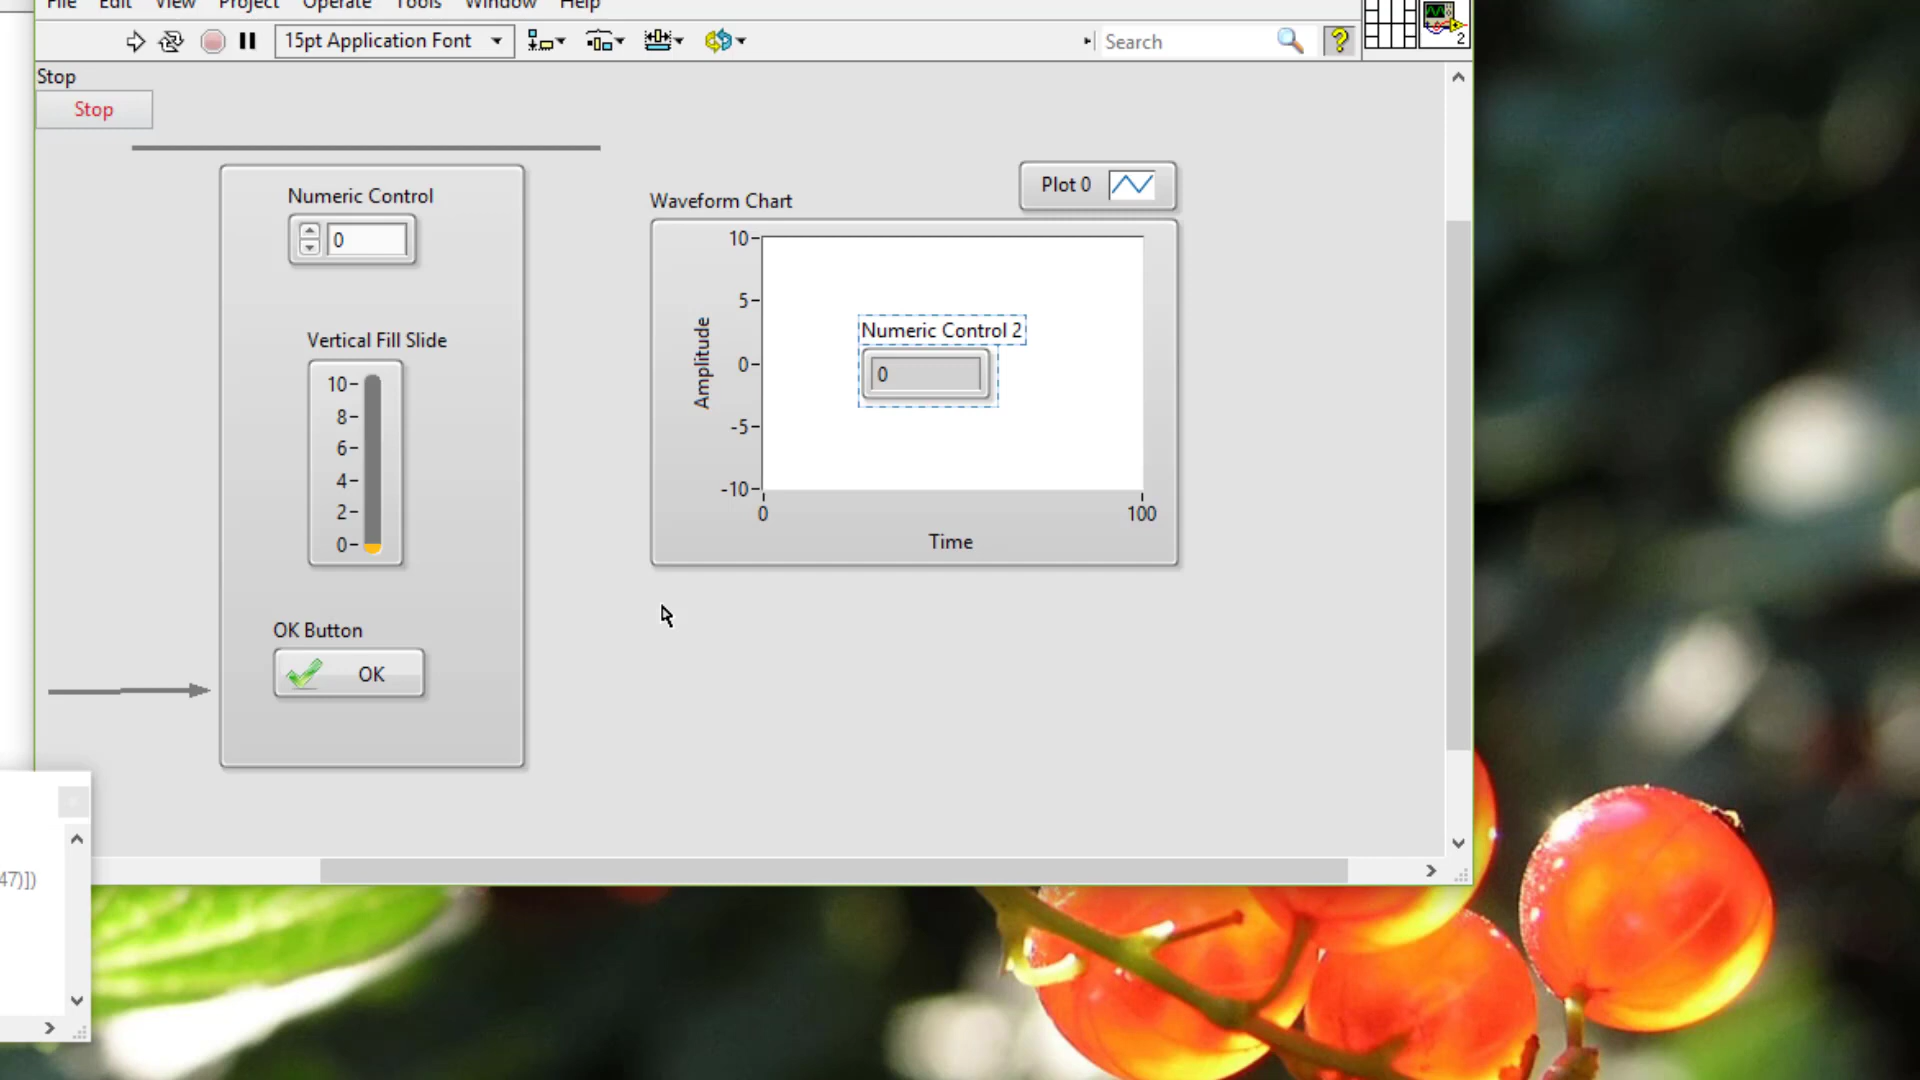 File Edit View Project Operate Tools Window Help
15pt Application Font
Search
2
Stop
Stop
Numeric Control
0
Vertical Fill Slide
10
8
6
4
2
0
OK Button
OK
Waveform Chart
Plot 0
Amplitude
10
5
0
-5
-10
0
100
Time
Numeric Control 2
0
47)])